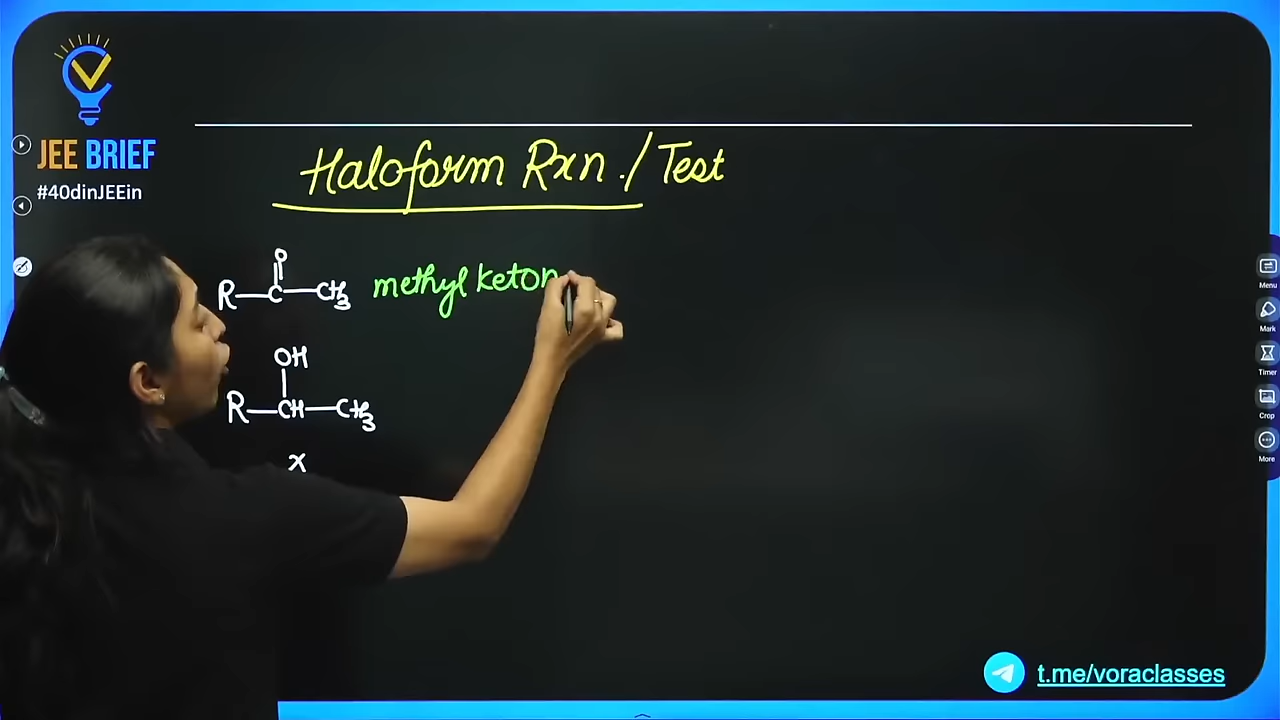 JEE BRIEF
#40dinJEEin
Haloform Rxn./Test
O
R—C—CH3 methyl keton
OH
R—CH—CH3
X
Menu
Mark
Timer
Crop
More
t.me/voraclasses